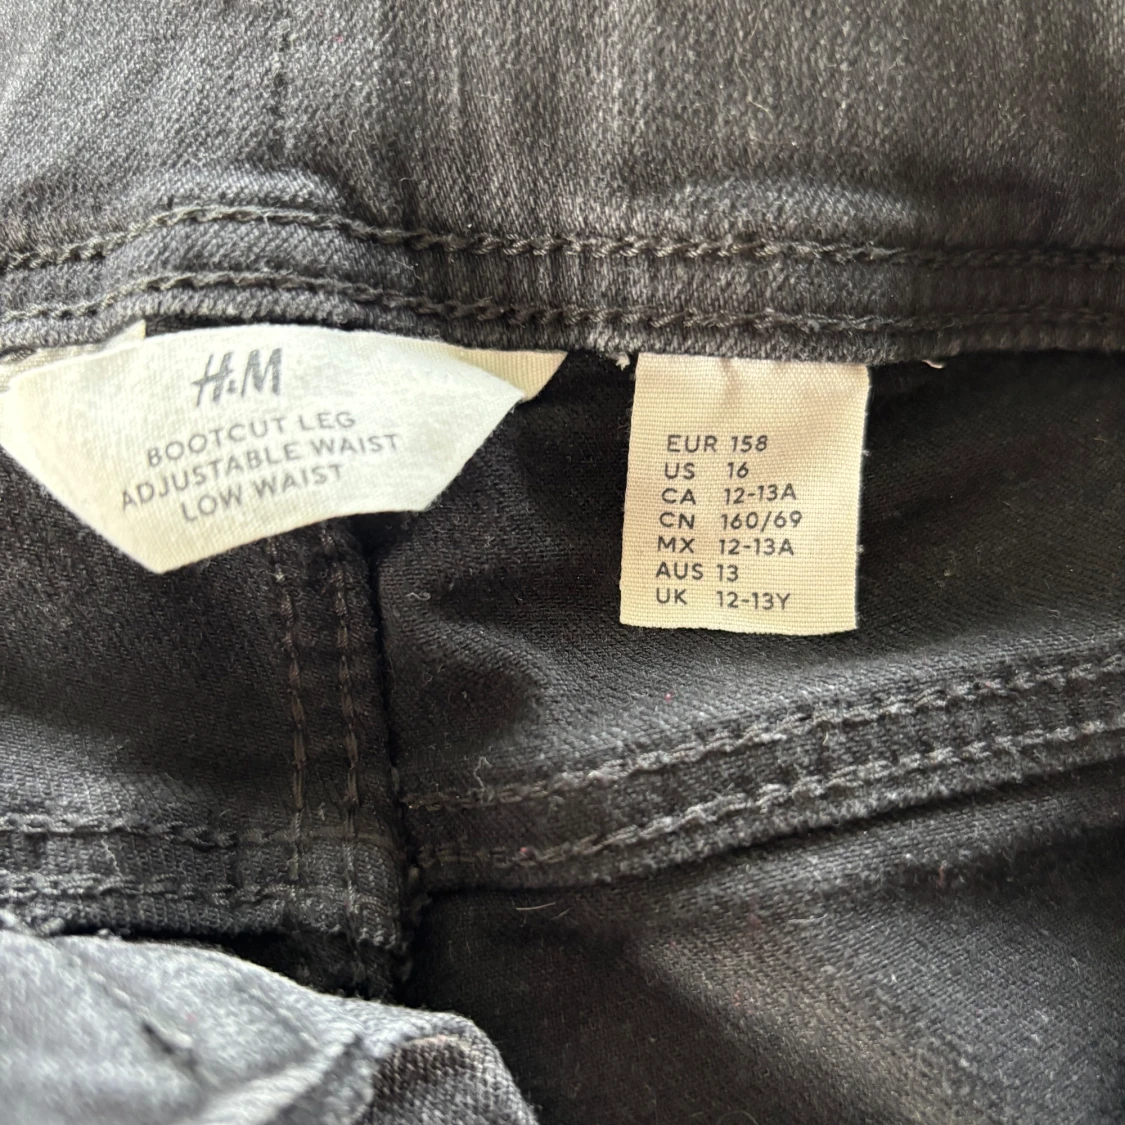 H&M
BOOTCUT LEG
ADJUSTABLE WAIST
LOW WAIST
EUR 158
US 16
CA 12-13A
CN 160/69
MX 12-13A
AUS 13
UK 12-13Y